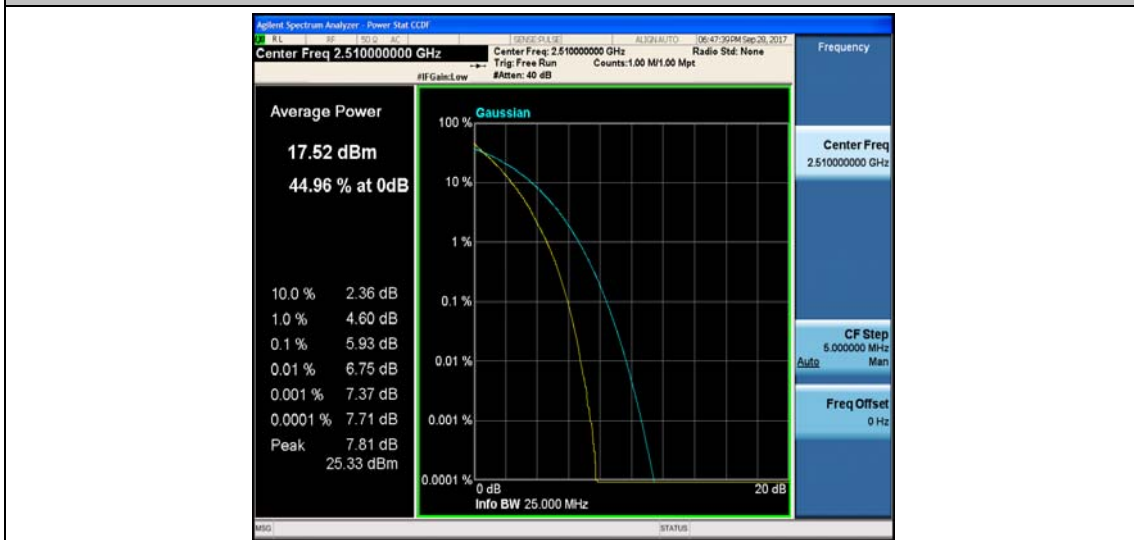 Agilent Spectrum Analyzer - Power Stat CCDF
RL RF 50 Ω AC SENSE:PULSE ALIGN AUTO 06:47:39PM Sep 20, 2017
Center Freq 2.510000000 GHz
Center Freq: 2.510000000 GHz Radio Std: None
Trig: Free Run Counts:1.00 M/1.00 Mpt
#IFGain:Low #Atten: 40 dB
Frequency
Average Power
17.52 dBm
44.96 % at 0dB
10.0 % 2.36 dB
1.0 % 4.60 dB
0.1 % 5.93 dB
0.01 % 6.75 dB
0.001 % 7.37 dB
0.0001 % 7.71 dB
Peak 7.81 dB
25.33 dBm
Gaussian
100 %
10 %
1 %
0.1 %
0.01 %
0.001 %
0.0001 %
0 dB 20 dB
Info BW 25.000 MHz
Center Freq
2.510000000 GHz
CF Step
5.000000 MHz
Auto Man
Freq Offset
0 Hz
MSG STATUS